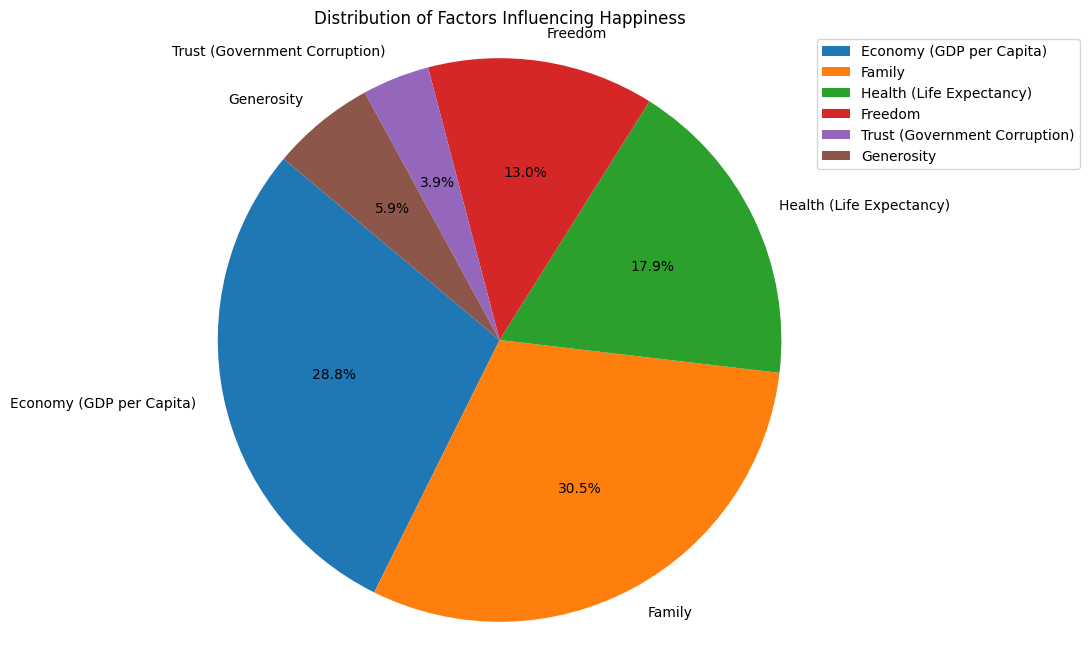 Distribution of Factors Influencing Happiness
Freedom
Trust (Government Corruption)
Generosity
Economy (GDP per Capita)
Family
Health (Life Expectancy)
Freedom
Trust (Government Corruption)
Generosity
Health (Life Expectancy)
13.0%
3.9%
5.9%
17.9%
28.8%
Economy (GDP per Capita)
30.5%
Family